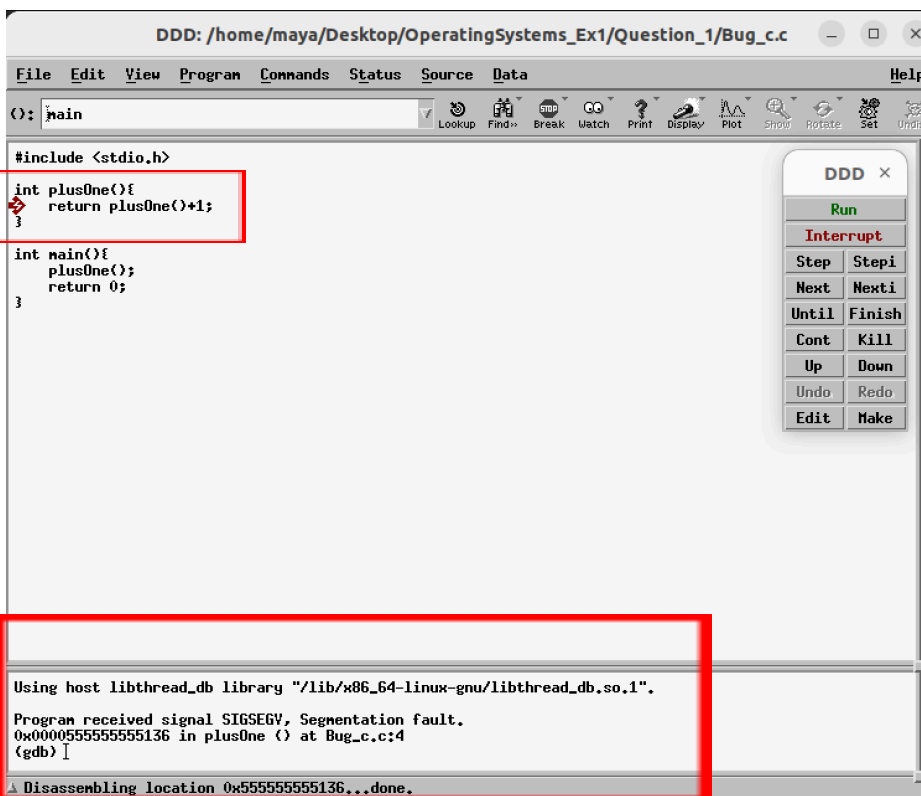 DDD: /home/maya/Desktop/OperatingSystems_Ex1/Question_1/Bug_c.c
File Edit View Program Commands Status Source Data Help
(): main
Lookup Find» Break Watch Print Display Plot Show Rotate Set Undis
#include <stdio.h>
int plusOne(){
return plusOne()+1;
}
int main(){
plusOne();
return 0;
}
DDD ×
Run
Interrupt
Step Stepi
Next Nexti
Until Finish
Cont Kill
Up Down
Undo Redo
Edit Make
Using host libthread_db library "/lib/x86_64-linux-gnu/libthread_db.so.1".
Program received signal SIGSEGV, Segmentation fault.
0x0000555555555136 in plusOne () at Bug_c.c:4
(gdb)
Disassembling location 0x555555555136...done.